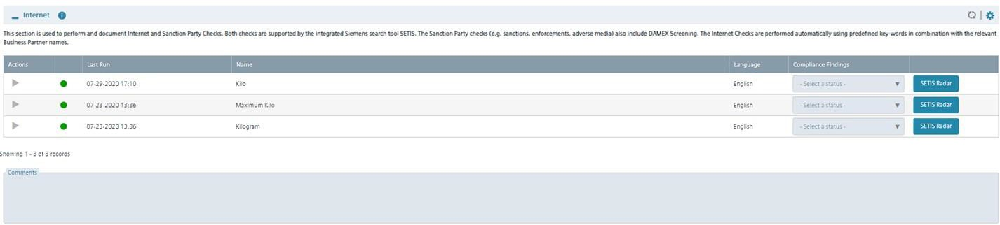 Internet
This section is used to perform and document Internet and Sanction Party Checks. Both checks are supported by the integrated Siemens search tool SETIS. The Sanction Party checks (e.g. sanctions, enforcements, adverse media) also include DAMEX Screening. The Internet Checks are performed automatically using predefined key-words in combination with the relevant
Business Partner names.
Actions Last Run Name Language Compliance Findings
07-29-2020 17:10 Kilo English - Select a status - SETIS Radar
07-23-2020 13:36 Maximum Kilo English - Select a status - SETIS Radar
07-23-2020 13:36 Kilogram English - Select a status - SETIS Radar
Showing 1 - 3 of 3 records
Comments